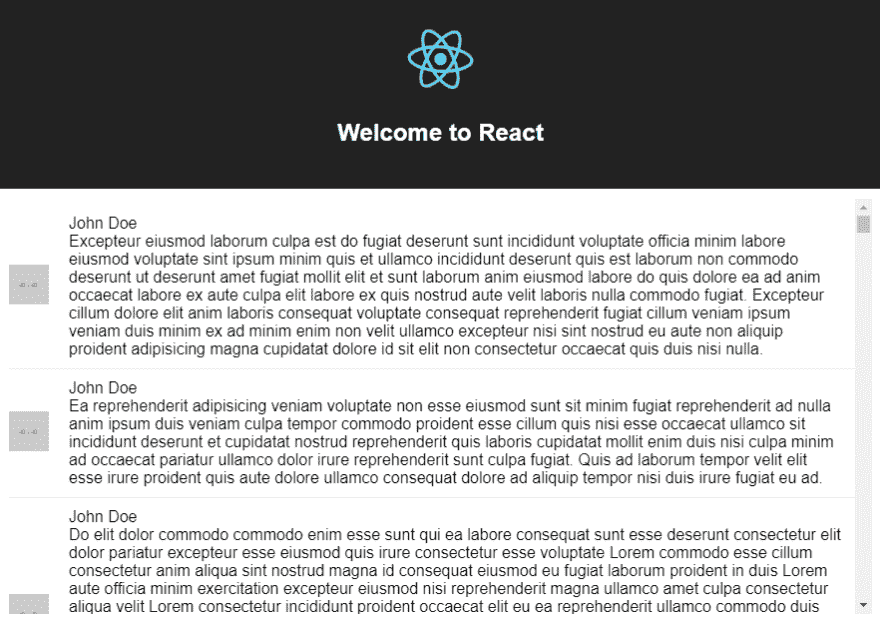 Welcome to React
John Doe
Excepteur eiusmod laborum culpa est do fugiat deserunt sunt incididunt voluptate officia minim labore
eiusmod voluptate sint ipsum minim quis et ullamco incididunt deserunt quis est laborum non commodo
deserunt ut deserunt amet fugiat mollit elit et sunt laborum anim eiusmod labore do quis dolore ea ad anim
occaecat labore ex aute culpa elit labore ex quis nostrud aute velit laboris nulla commodo fugiat. Excepteur
cillum dolore elit anim laboris consequat voluptate consequat reprehenderit fugiat cillum veniam ipsum
veniam duis minim ex ad minim enim non velit ullamco excepteur nisi sint nostrud eu aute non aliquip
proident adipisicing magna cupidatat dolore id sit elit non consectetur occaecat quis duis nisi nulla.
John Doe
Ea reprehenderit adipisicing veniam voluptate non esse eiusmod sunt sit minim fugiat reprehenderit ad nulla
anim ipsum duis veniam culpa tempor commodo proident esse cillum quis nisi esse occaecat ullamco sit
incididunt deserunt et cupidatat nostrud reprehenderit quis laboris cupidatat mollit enim duis nisi culpa minim
ad occaecat pariatur ullamco dolor irure reprehenderit sunt culpa fugiat. Quis ad laborum tempor velit elit
esse irure proident quis aute dolore ullamco consequat dolore ad aliquip tempor nisi duis irure fugiat eu ad.
John Doe
Do elit dolor commodo commodo enim esse sunt qui ea labore consequat sunt esse deserunt consectetur elit
dolor pariatur excepteur esse eiusmod quis irure consectetur esse voluptate Lorem commodo esse cillum
consectetur anim aliqua sint nostrud magna id consequat eiusmod eu fugiat laborum proident in duis Lorem
aute officia minim exercitation excepteur eiusmod nisi reprehenderit magna ullamco amet culpa consectetur
aliqua velit Lorem consectetur incididunt proident occaecat elit eu ea reprehenderit ullamco commodo duis